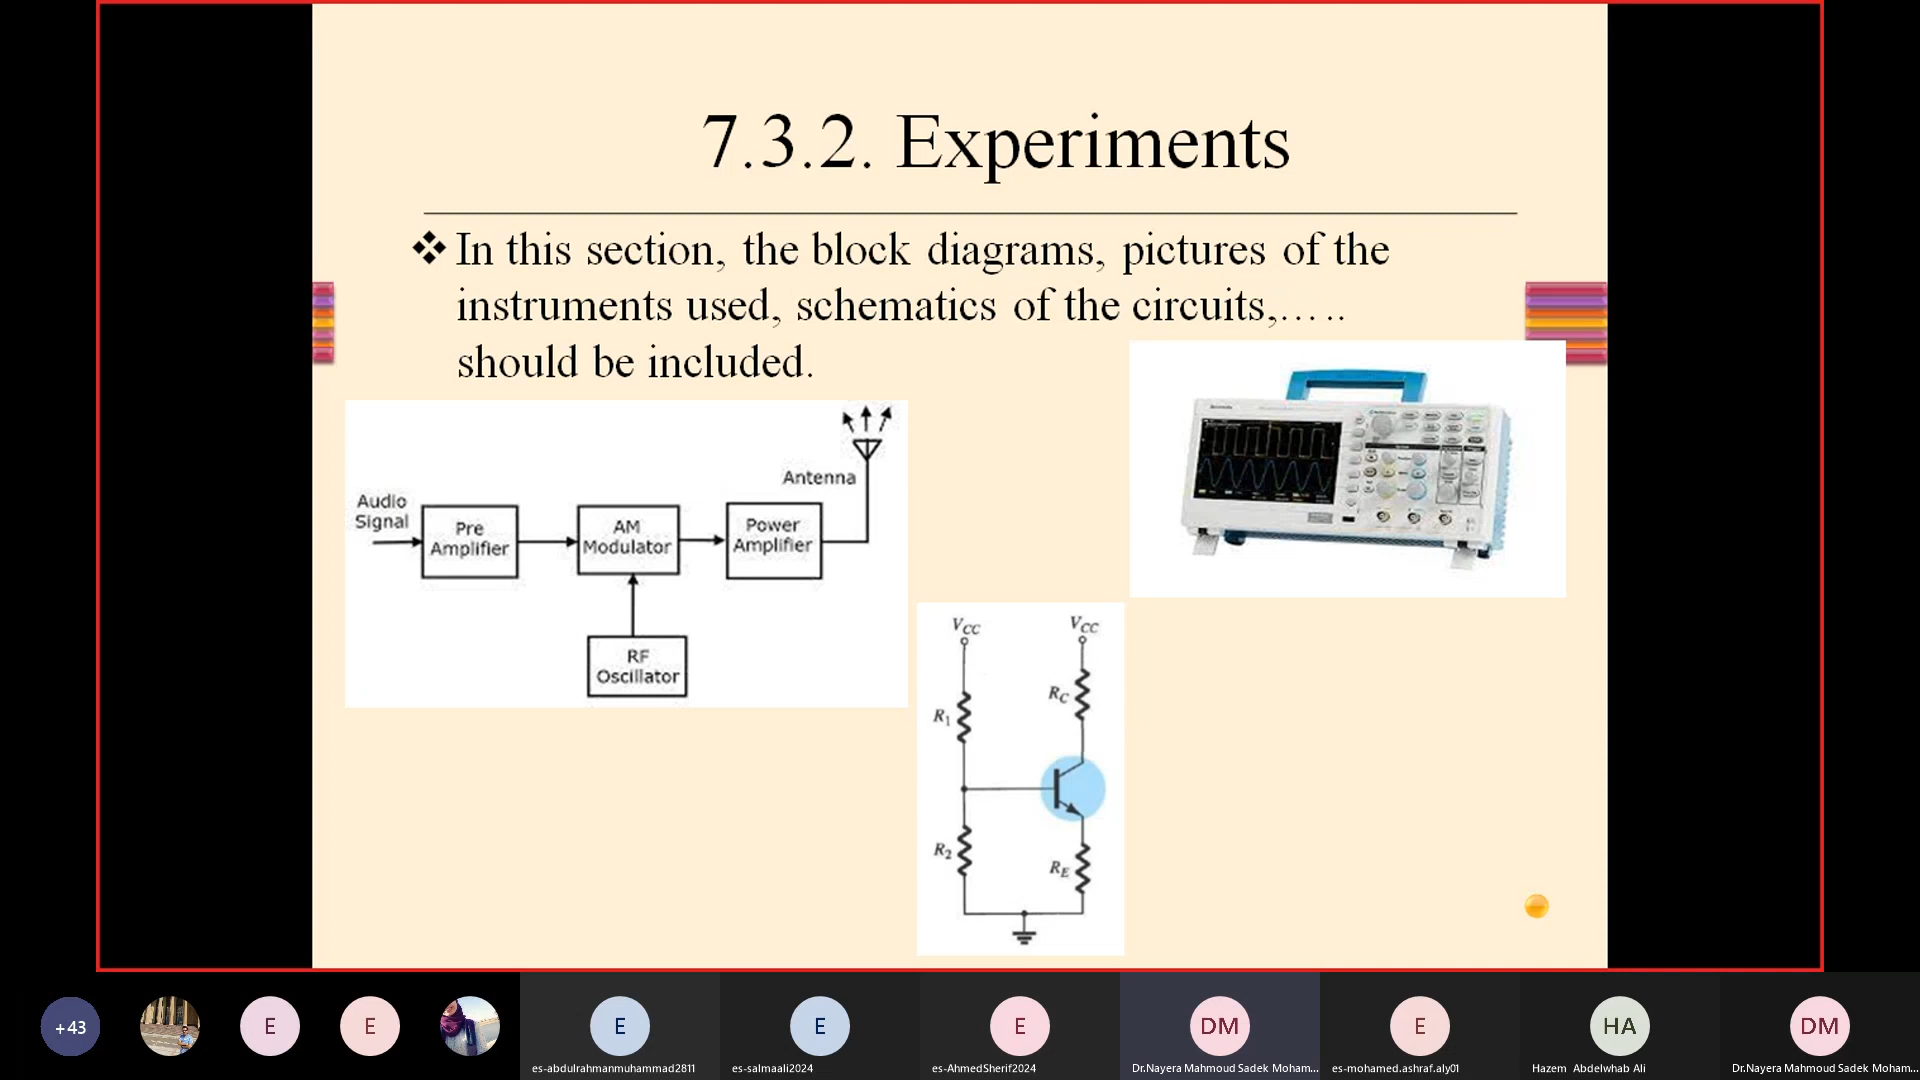 7.3.2. Experiments
❖ In this section, the block diagrams, pictures of the
instruments used, schematics of the circuits,.....
should be included.
Antenna
Audio
Signal
Pre
Amplifier
AM
Modulator
Power
Amplifier
RF
Oscillator
VCC
VCC
RC
R1
R2
RE
+43
E
E
E
E
E
DM
E
HA
DM
es-abdulrahmanmuhammad2811
es-salmaali2024
es-AhmedSherif2024
Dr.Nayera Mahmoud Sadek Moham...
es-mohamed.ashraf.aly01
Hazem Abdelwhab Ali
Dr.Nayera Mahmoud Sadek Moham...